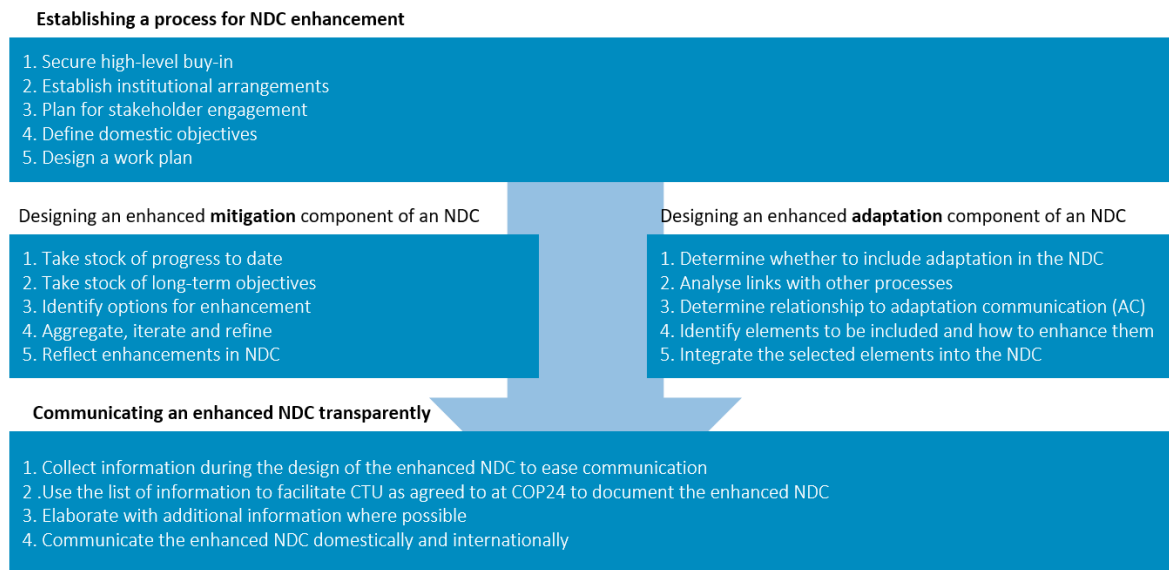 Establishing a process for NDC enhancement
1. Secure high-level buy-in
2. Establish institutional arrangements
3. Plan for stakeholder engagement
4. Define domestic objectives
5. Design a work plan
Designing an enhanced mitigation component of an NDC
1. Take stock of progress to date
2. Take stock of long-term objectives
3. Identify options for enhancement
4. Aggregate, iterate and refine
5. Reflect enhancements in NDC
Designing an enhanced adaptation component of an NDC
1. Determine whether to include adaptation in the NDC
2. Analyse links with other processes
3. Determine relationship to adaptation communication (AC)
4. Identify elements to be included and how to enhance them
5. Integrate the selected elements into the NDC
Communicating an enhanced NDC transparently
1. Collect information during the design of the enhanced NDC to ease communication
2 .Use the list of information to facilitate CTU as agreed to at COP24 to document the enhanced NDC
3. Elaborate with additional information where possible
4. Communicate the enhanced NDC domestically and internationally